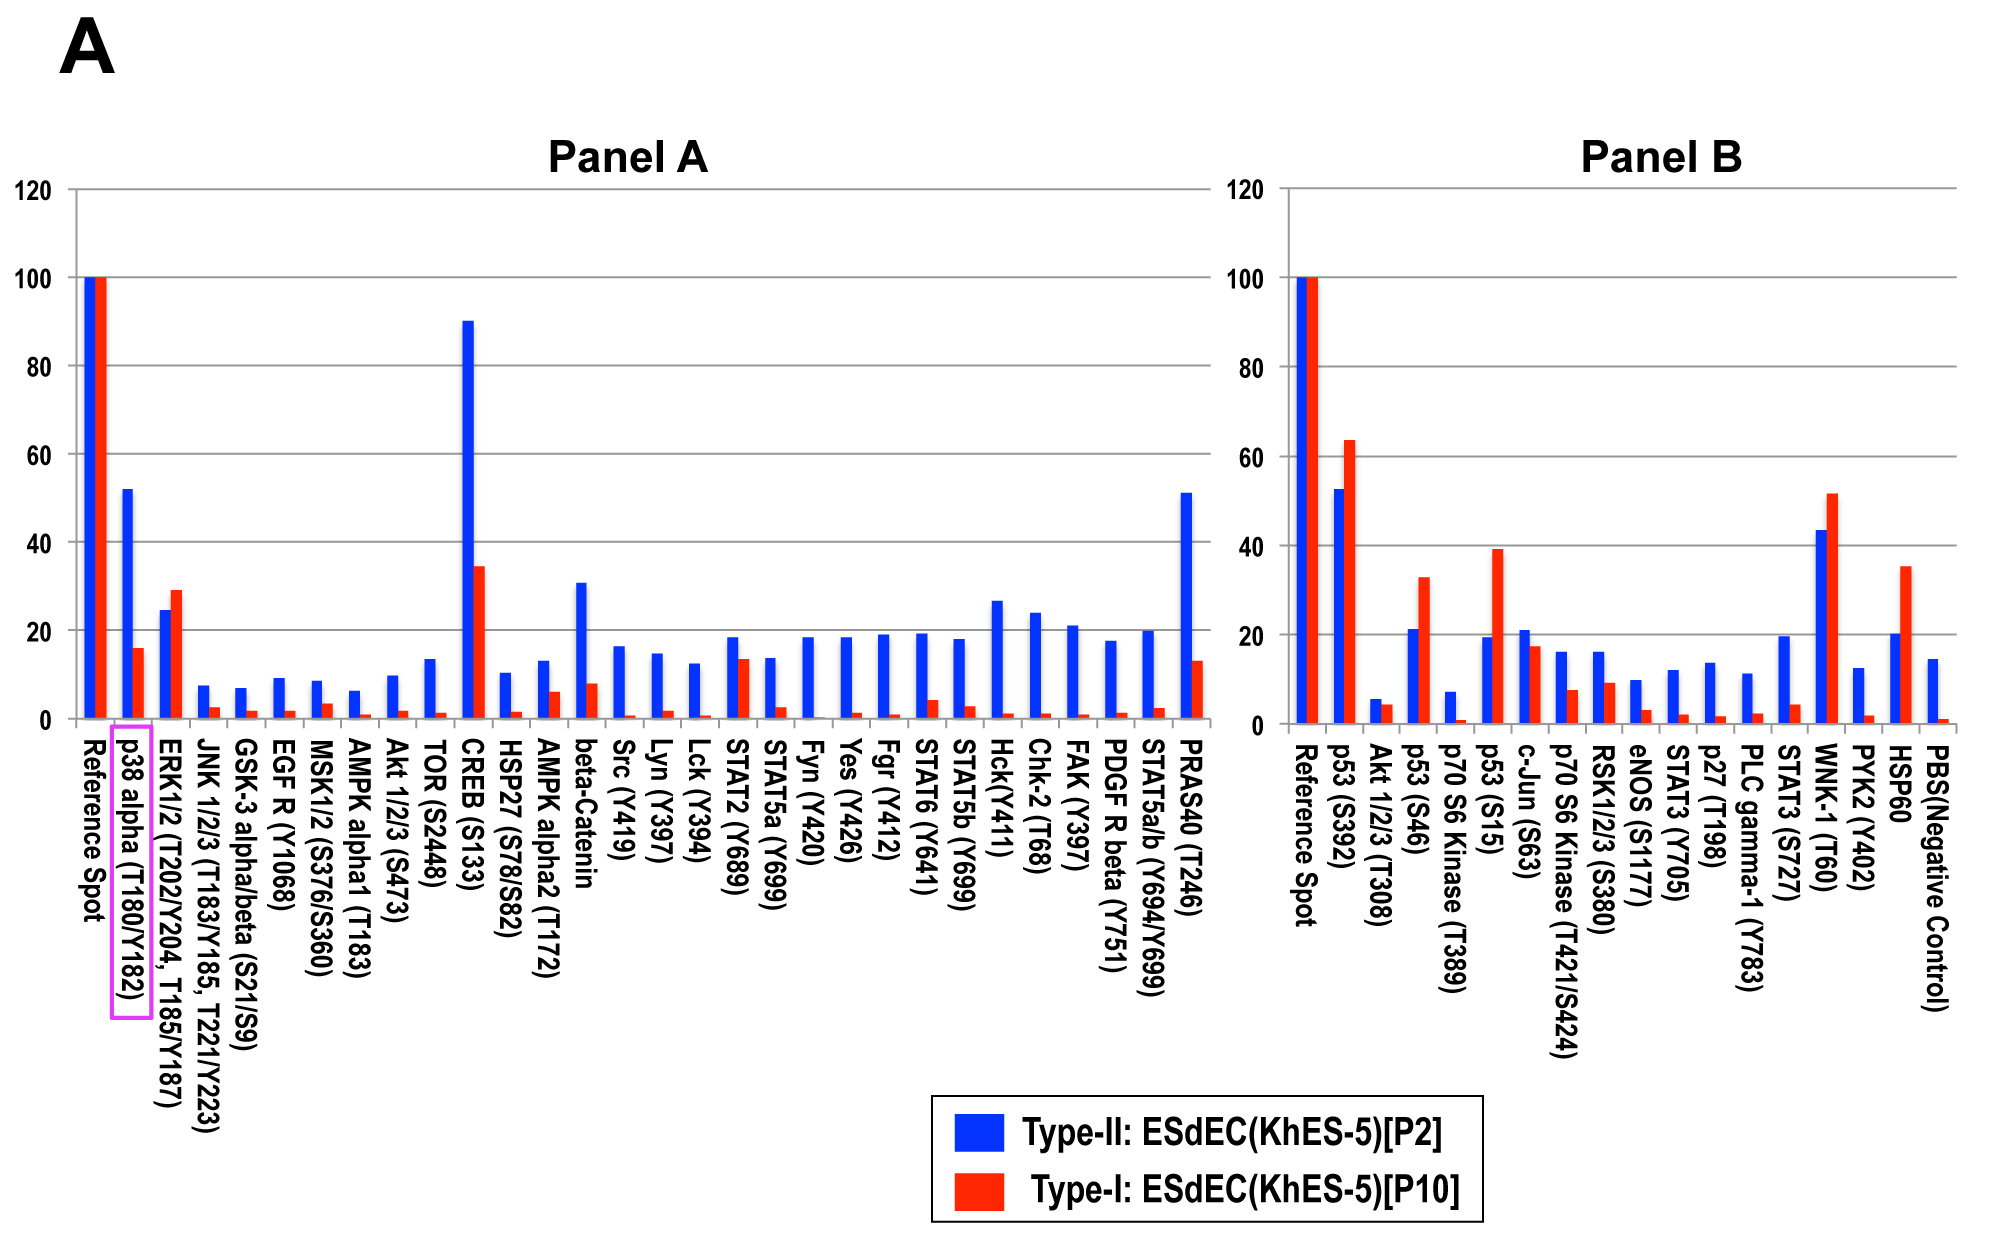 A
Panel A
120
100
80
60
40
20
0
Reference Spot
p38 alpha (T180/Y182)
ERK1/2 (T202/Y204, T185/Y187)
JNK 1/2/3 (T183/Y185, T221/Y223)
GSK-3 alpha/beta (S21/S9)
EGF R (Y1068)
MSK1/2 (S376/S360)
AMPK alpha1 (T183)
Akt 1/2/3 (S473)
TOR (S2448)
CREB (S133)
HSP27 (S78/S82)
AMPK alpha2 (T172)
beta-Catenin
Src (Y419)
Lyn (Y397)
Lck (Y394)
STAT2 (Y689)
STAT5a (Y699)
Fyn (Y420)
Yes (Y426)
Fgr (Y412)
STAT6 (Y641)
STAT5b (Y699)
Hck(Y411)
Chk-2 (T68)
FAK (Y397)
PDGF R beta (Y751)
STAT5a/b (Y694/Y699)
PRAS40 (T246)
Panel B
120
100
80
60
40
20
0
Reference Spot
p53 (S392)
Akt 1/2/3 (T308)
p53 (S46)
p70 S6 Kinase (T389)
p53 (S15)
c-Jun (S63)
p70 S6 Kinase (T421/S424)
RSK1/2/3 (S380)
eNOS (S1177)
STAT3 (Y705)
p27 (T198)
PLC gamma-1 (Y783)
STAT3 (S727)
WNK-1 (T60)
PYK2 (Y402)
HSP60
PBS(Negative Control)
Type-II: ESdEC(KhES-5)[P2]
Type-I: ESdEC(KhES-5)[P10]